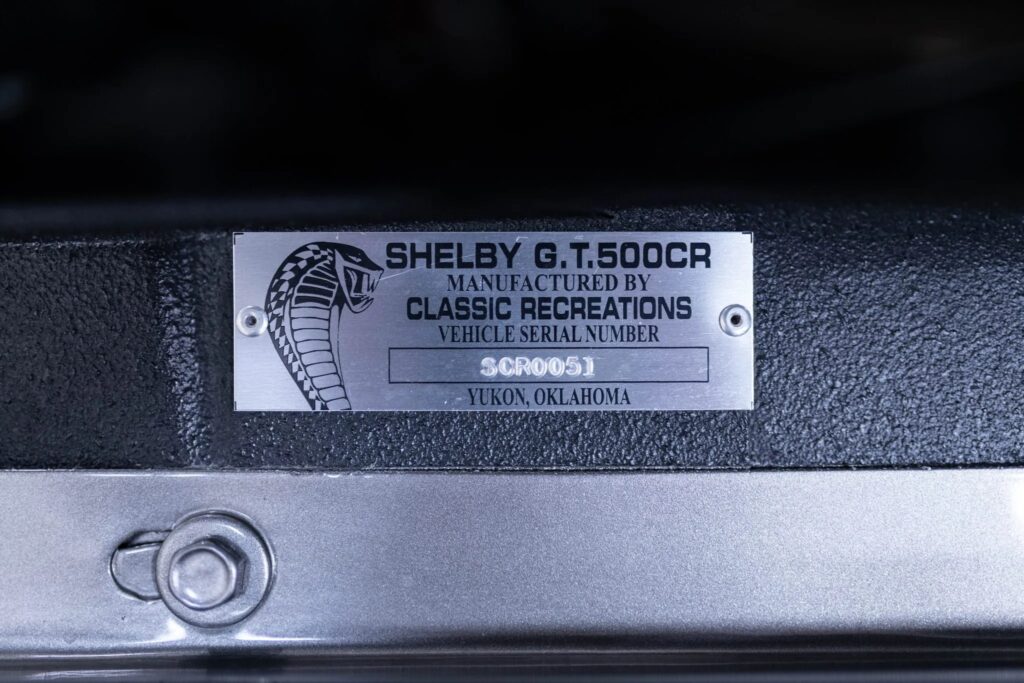 SHELBY G.T.500CR
MANUFACTURED BY
CLASSIC RECREATIONS
VEHICLE SERIAL NUMBER
SCR0051
YUKON, OKLAHOMA